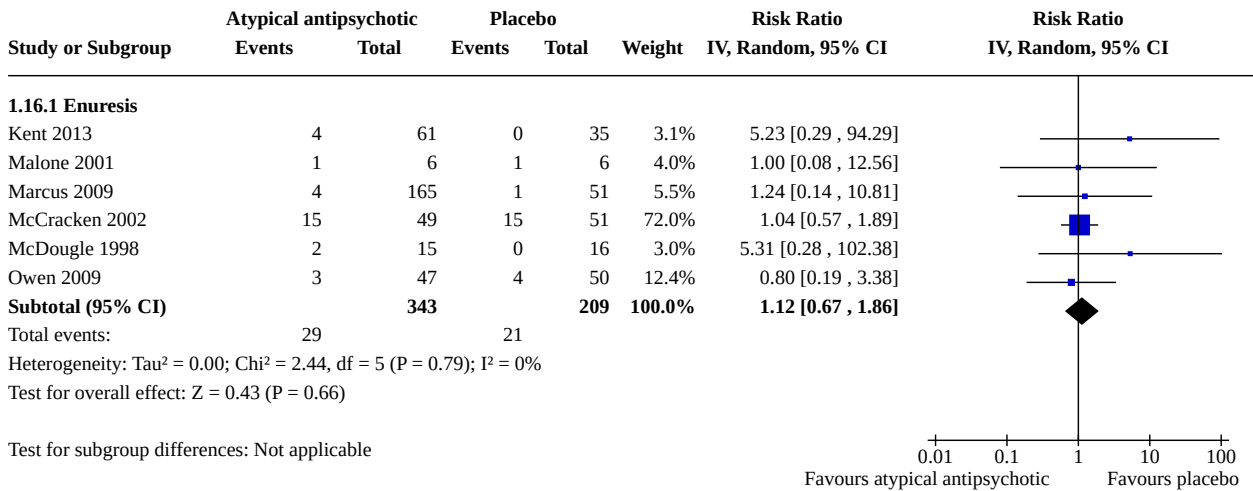 Atypical antipsychotic Placebo Risk Ratio Risk Ratio
Study or Subgroup Events Total Events Total Weight IV, Random, 95% CI IV, Random, 95% CI
1.16.1 Enuresis
Kent 2013 4 61 0 35 3.1% 5.23 [0.29 , 94.29]
Malone 2001 1 6 1 6 4.0% 1.00 [0.08 , 12.56]
Marcus 2009 4 165 1 51 5.5% 1.24 [0.14 , 10.81]
McCracken 2002 15 49 15 51 72.0% 1.04 [0.57 , 1.89]
McDougle 1998 2 15 0 16 3.0% 5.31 [0.28 , 102.38]
Owen 2009 3 47 4 50 12.4% 0.80 [0.19 , 3.38]
Subtotal (95% CI) 343 209 100.0% 1.12 [0.67 , 1.86]
Total events: 29 21
Heterogeneity: Tau² = 0.00; Chi² = 2.44, df = 5 (P = 0.79); I² = 0%
Test for overall effect: Z = 0.43 (P = 0.66)
Test for subgroup differences: Not applicable
0.01 0.1 1 10 100
Favours atypical antipsychotic Favours placebo